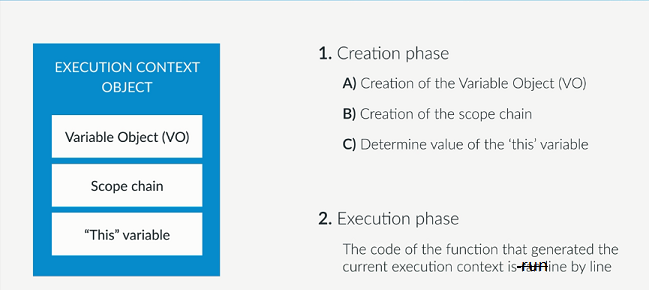 EXECUTION CONTEXT
OBJECT
Variable Object (VO)
Scope chain
“This” variable
1. Creation phase
A) Creation of the Variable Object (VO)
B) Creation of the scope chain
C) Determine value of the ‘this’ variable
2. Execution phase
The code of the function that generated the
current execution context is run line by line